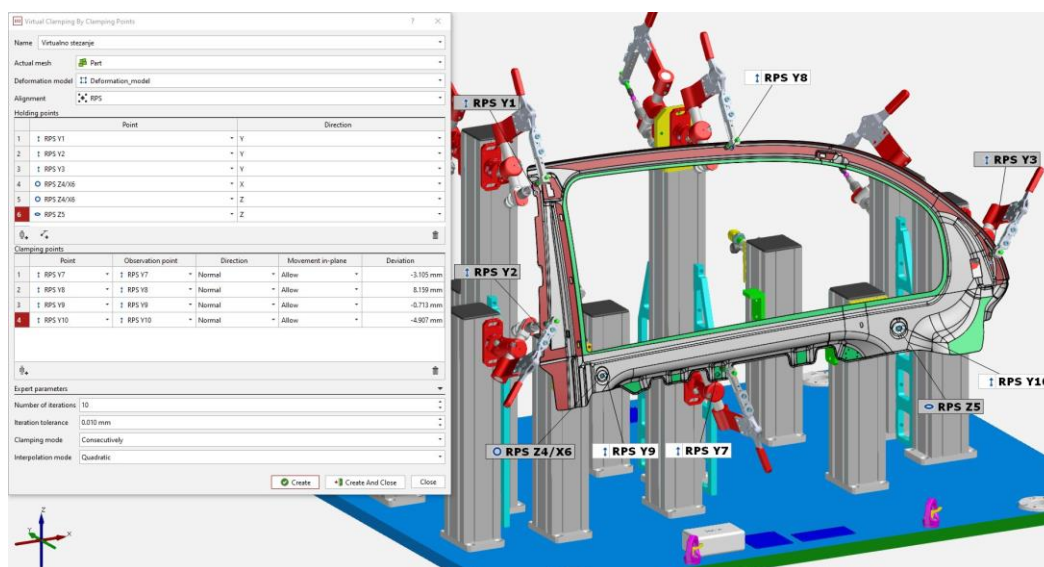 Virtual Clamping By Clamping Points
Name Virtualno stezanje
Actual mesh Part
Deformation model Deformation_model
Alignment RPS
Holding points
Point Direction
1 RPS Y1 Y
2 RPS Y2 Y
3 RPS Y3 Y
4 RPS Z4/X6 X
5 RPS Z4/X6 Z
6 RPS Z5 Z
Clamping points
Point Observation point Direction Movement in-plane Deviation
1 RPS Y7 RPS Y7 Normal Allow -3.105 mm
2 RPS Y8 RPS Y8 Normal Allow 8.159 mm
3 RPS Y9 RPS Y9 Normal Allow -0.713 mm
4 RPS Y10 RPS Y10 Normal Allow -4.907 mm
Expert parameters
Number of iterations 10
Iteration tolerance 0.010 mm
Clamping mode Consecutively
Interpolation mode Quadratic
Create Create And Close Close
RPS Y8
RPS Y1
RPS Y3
RPS Y2
RPS Y10
RPS Z5
RPS Z4/X6 RPS Y9 RPS Y7
Z
Y
X